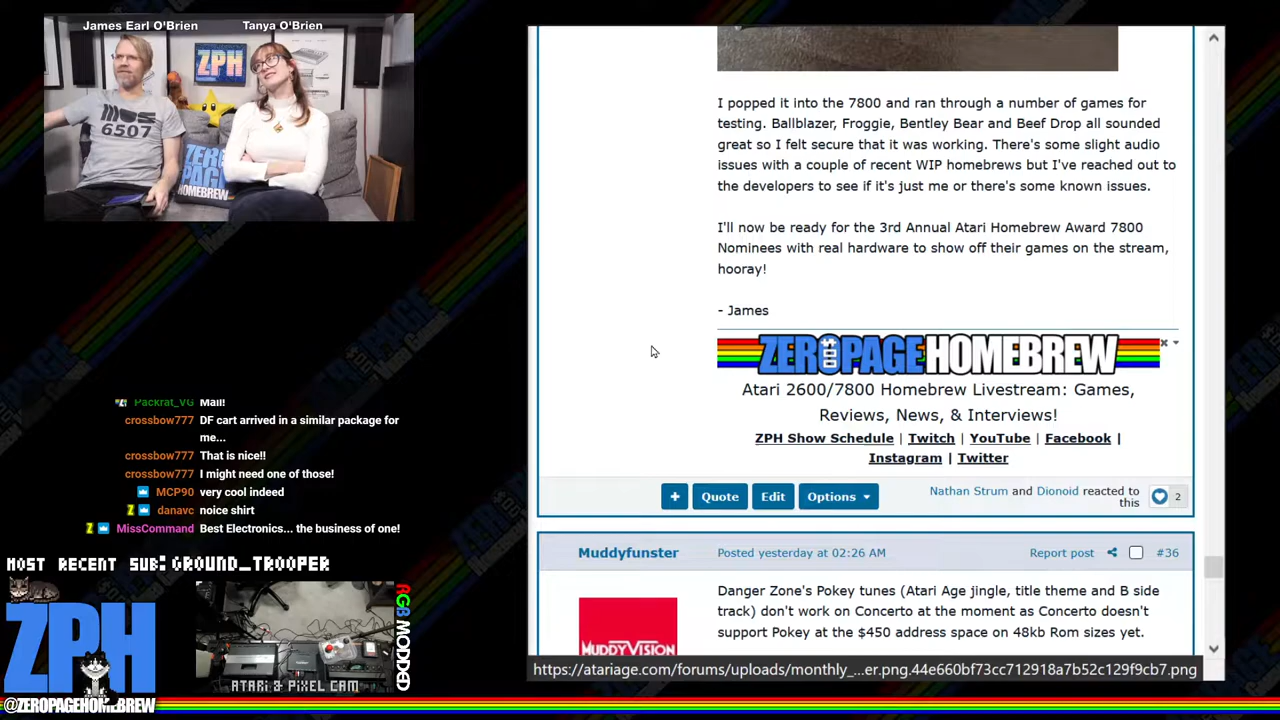 James Earl O'Brien
Tanya O'Brien
ZPH
MOS
6507
ZERO PAGE
HOMEBREW
Packrat_VG Mail!
crossbow777 DF cart arrived in a similar package for
me...
crossbow777 That is nice!!
crossbow777 I might need one of those!
MCP90 very cool indeed
danavc noice shirt
MissCommand Best Electronics... the business of one!
MOST RECENT SUB: GROUND_TROOPER
ZPH
RGB MODDED
ATARI & PIXEL CAM
@ZEROPAGEHOMEBREW
I popped it into the 7800 and ran through a number of games for
testing. Ballblazer, Froggie, Bentley Bear and Beef Drop all sounded
great so I felt secure that it was working. There's some slight audio
issues with a couple of recent WIP homebrews but I've reached out to
the developers to see if it's just me or there's some known issues.
I'll now be ready for the 3rd Annual Atari Homebrew Award 7800
Nominees with real hardware to show off their games on the stream,
hooray!
- James
ZEROPAGEHOMEBREW
Atari 2600/7800 Homebrew Livestream: Games,
Reviews, News, & Interviews!
ZPH Show Schedule | Twitch | YouTube | Facebook |
Instagram | Twitter
+ Quote Edit Options
Nathan Strum and Dionoid reacted to
this
2
Muddyfunster Posted yesterday at 02:26 AM Report post #36
MUDDYVISION
Danger Zone's Pokey tunes (Atari Age jingle, title theme and B side
track) don't work on Concerto at the moment as Concerto doesn't
support Pokey at the $450 address space on 48kb Rom sizes yet.
https://atariage.com/forums/uploads/monthly_...er.png.44e660bf73cc712918a7b52c129f9cb7.png